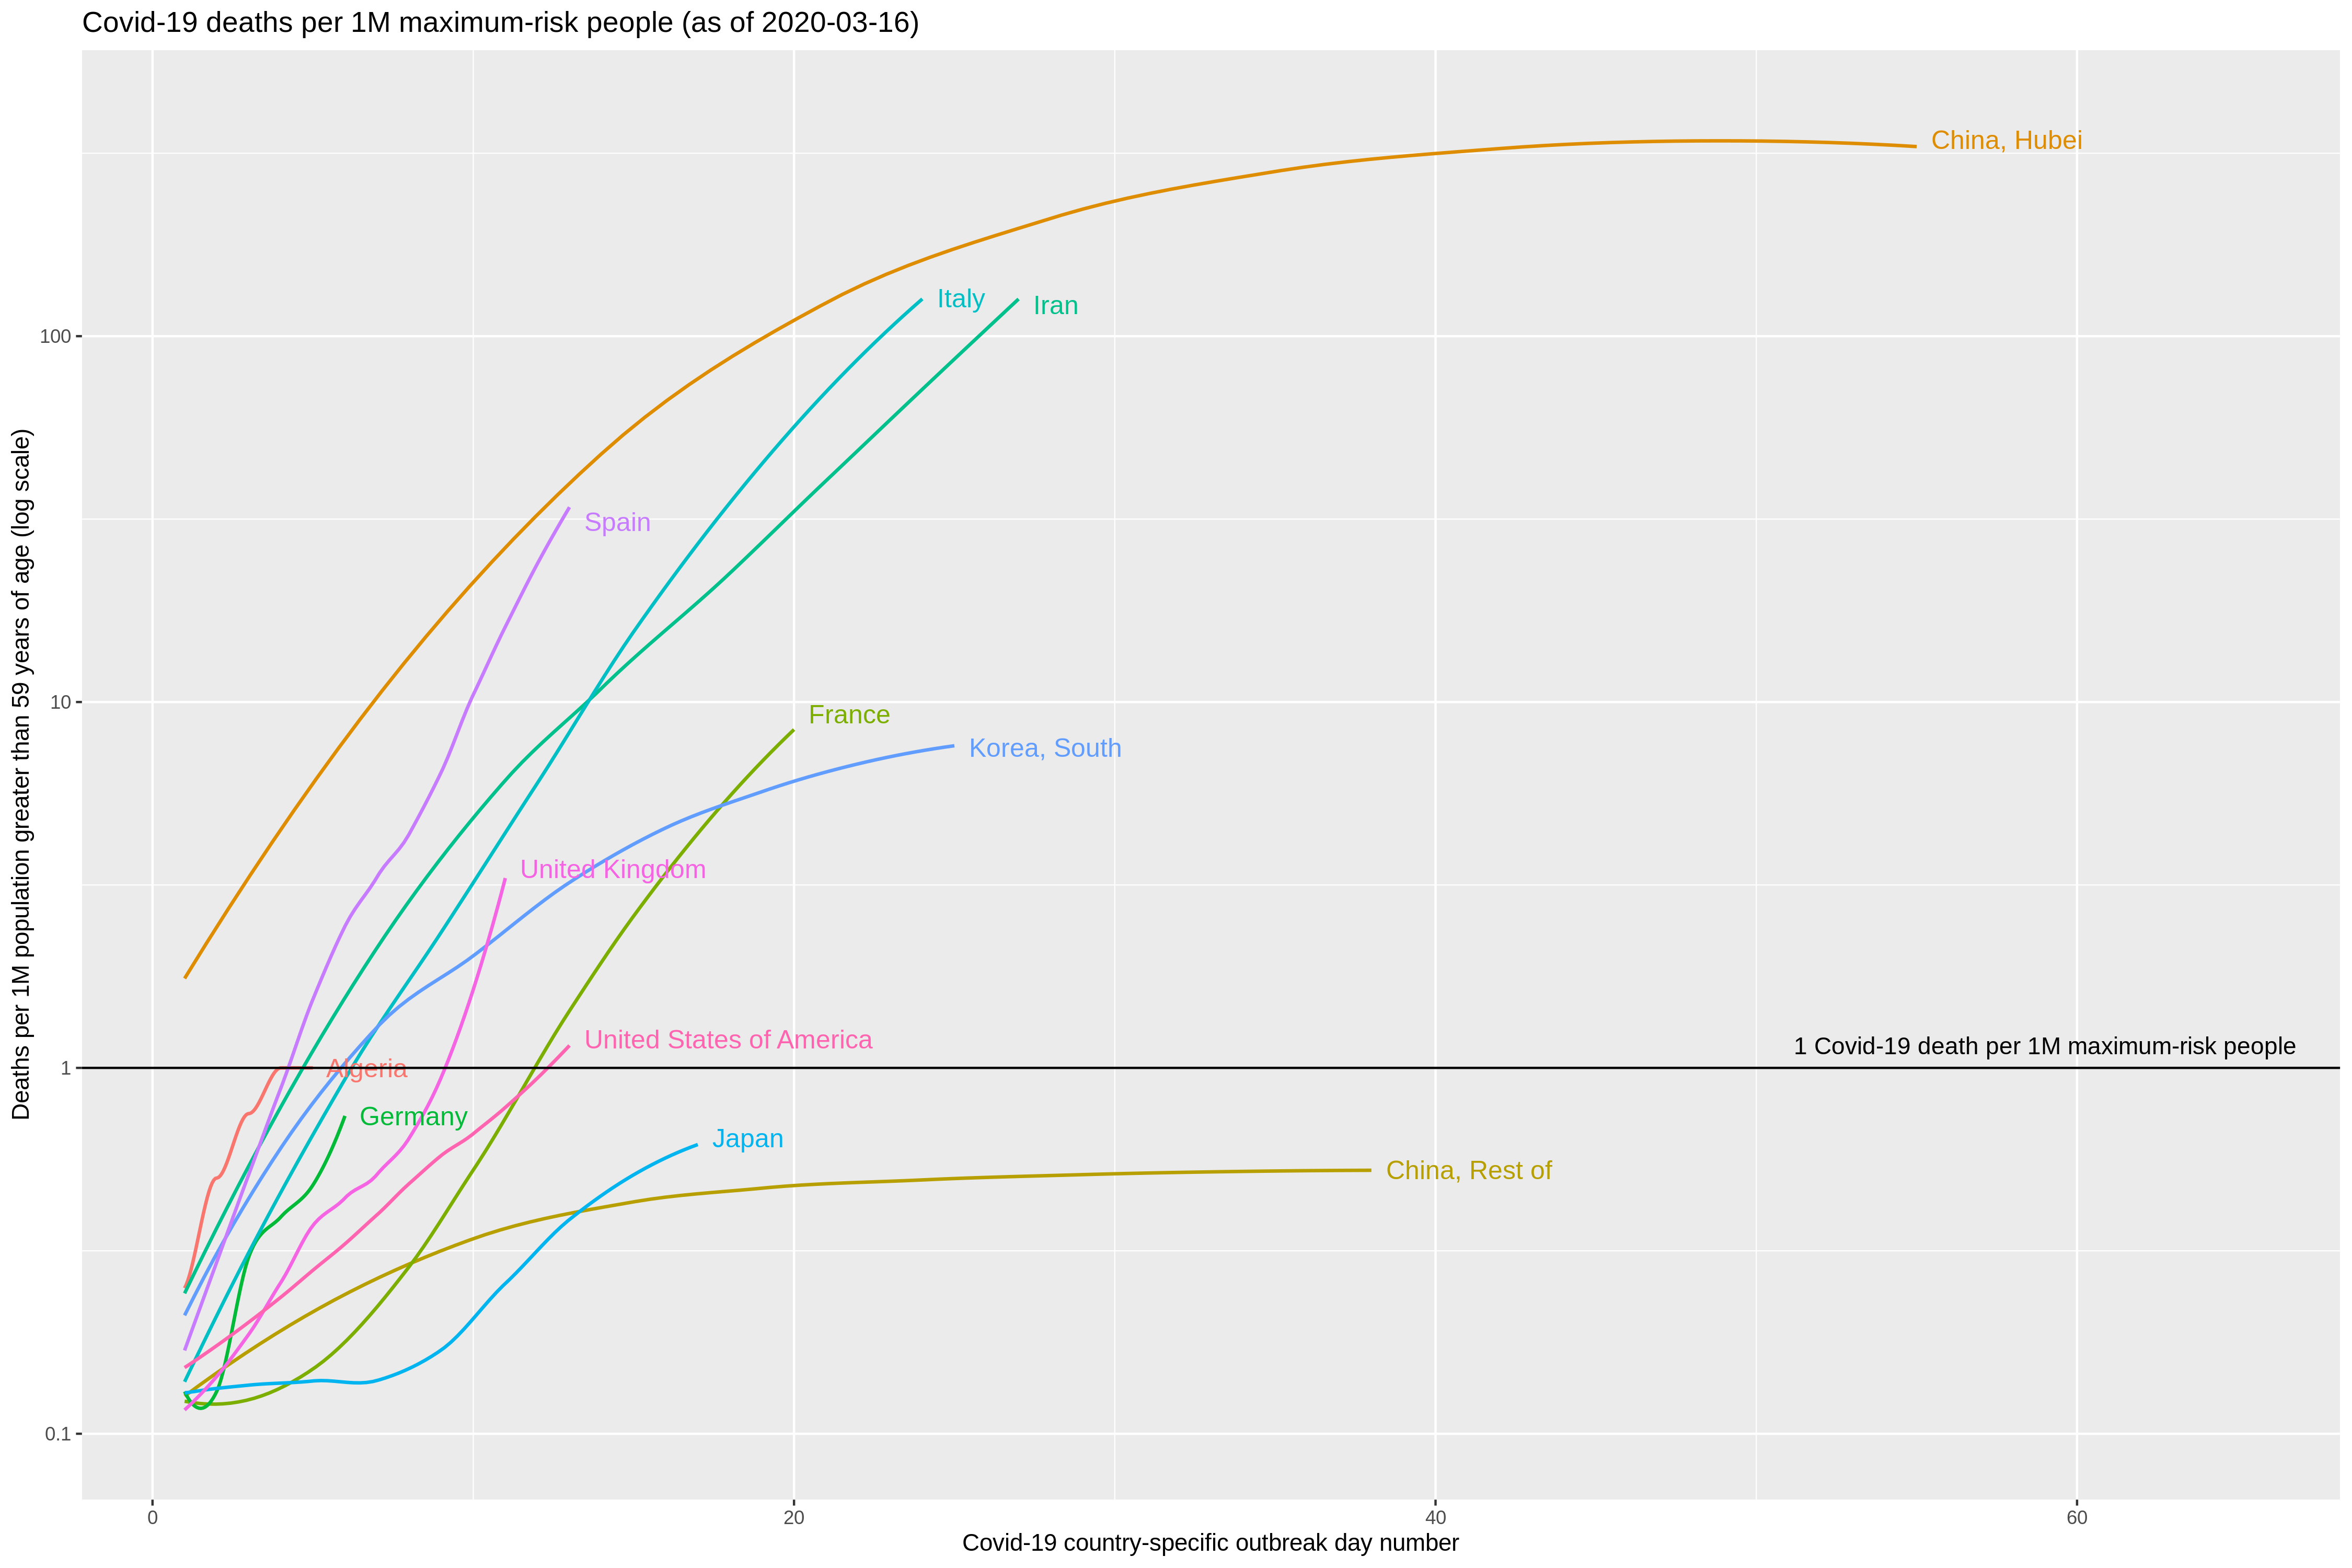 Covid-19 deaths per 1M maximum-risk people (as of 2020-03-16)
Deaths per 1M population greater than 59 years of age (log scale)
100
10
1
0.1
China, Hubei
Italy
Iran
Spain
France
Korea, South
United Kingdom
United States of America
1 Covid-19 death per 1M maximum-risk people
Algeria
Germany
Japan
China, Rest of
0
20
40
60
Covid-19 country-specific outbreak day number